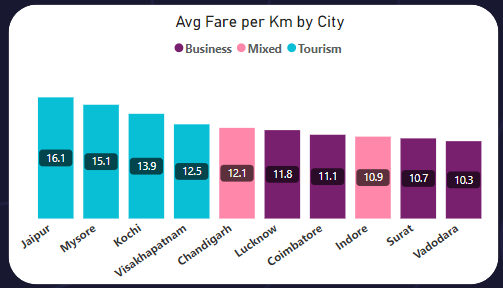 Avg Fare per Km by City
Business Mixed Tourism
16.1
15.1
13.9
12.5
12.1
11.8
11.1
10.9
10.7
10.3
Jaipur
Mysore
Kochi
Visakhapatnam
Chandigarh
Lucknow
Coimbatore
Indore
Surat
Vadodara